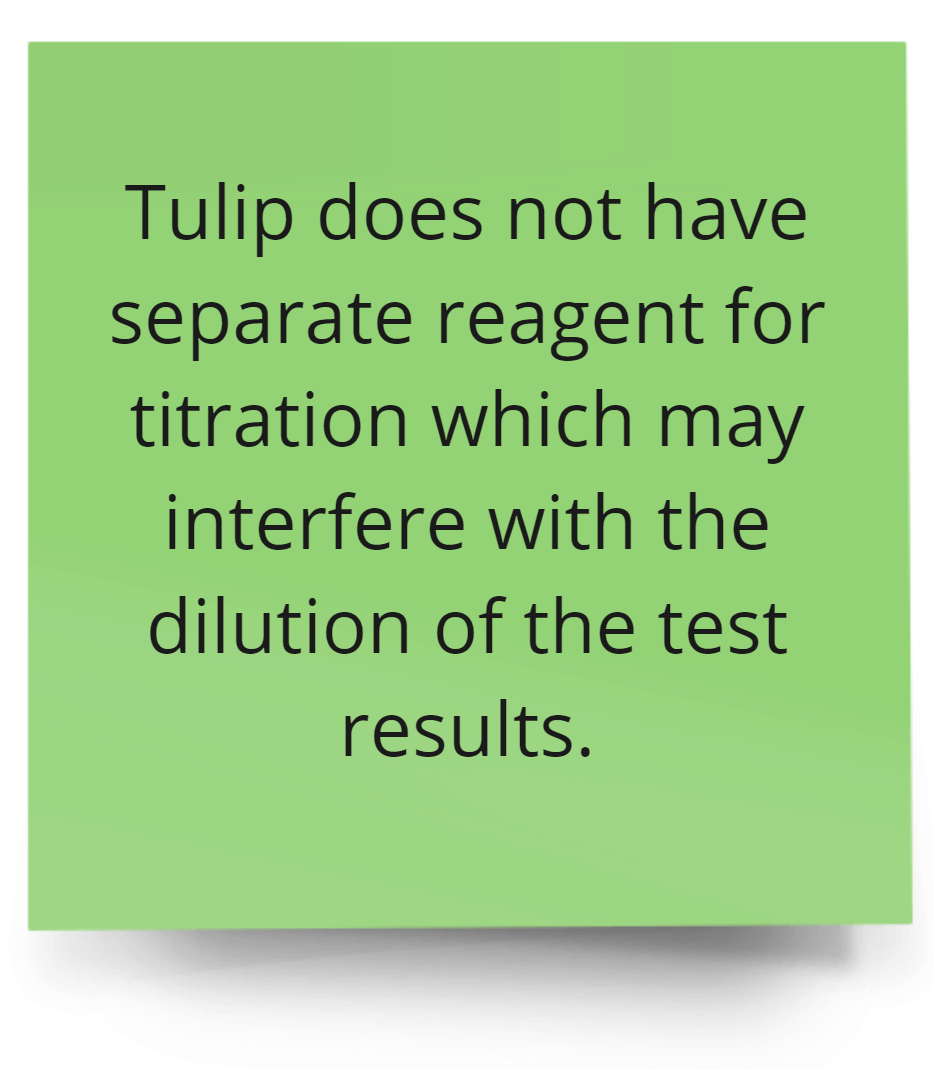 Tulip does not have
separate reagent for
titration which may
interfere with the
dilution of the test
results.